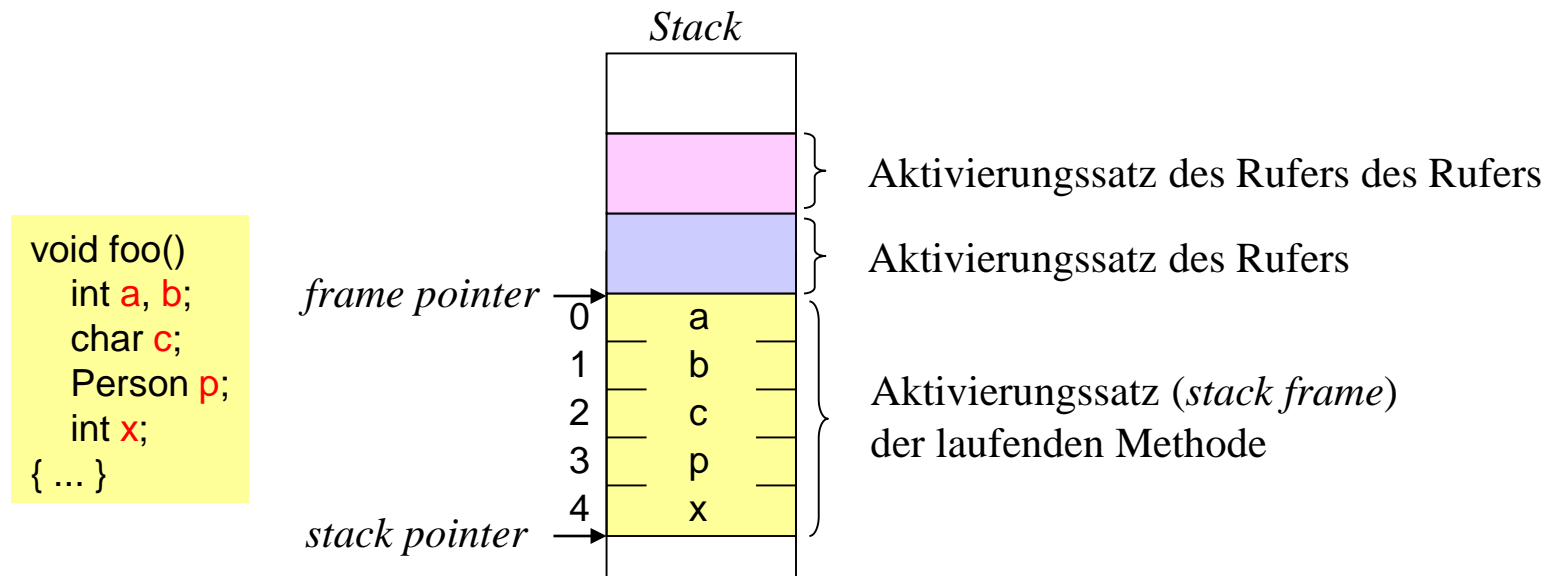 Stack
Aktivierungssatz des Rufers des Rufers
Aktivierungssatz des Rufers
void foo()
int a, b;
char c;
Person p;
int x;
{ ... }
frame pointer
0 a
1 b
2 c
3 p
4 x
stack pointer
Aktivierungssatz (stack frame)
der laufenden Methode